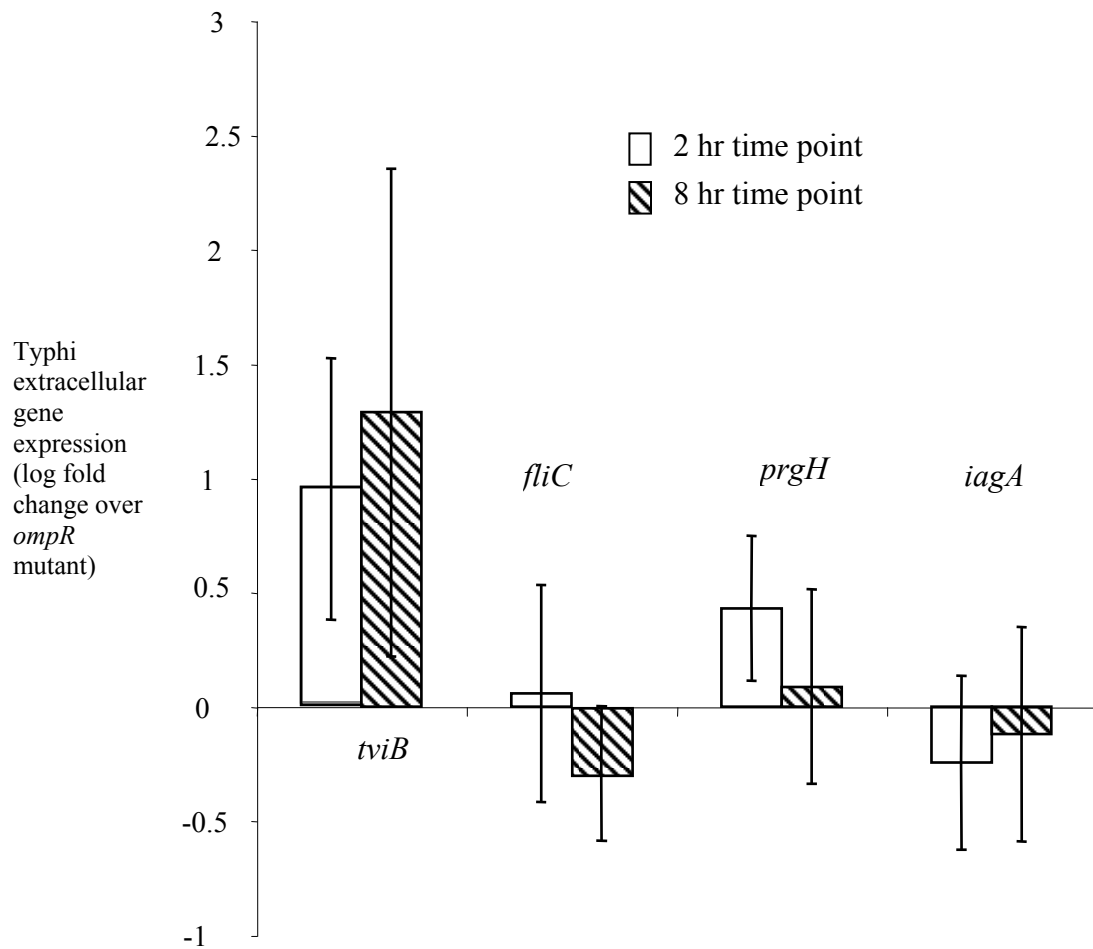 3
2.5
2
1.5
1
0.5
0
-0.5
-1
Typhi
extracellular
gene
expression
(log fold
change over
ompR
mutant)
2 hr time point
8 hr time point
fliC
prgH
iagA
tviB